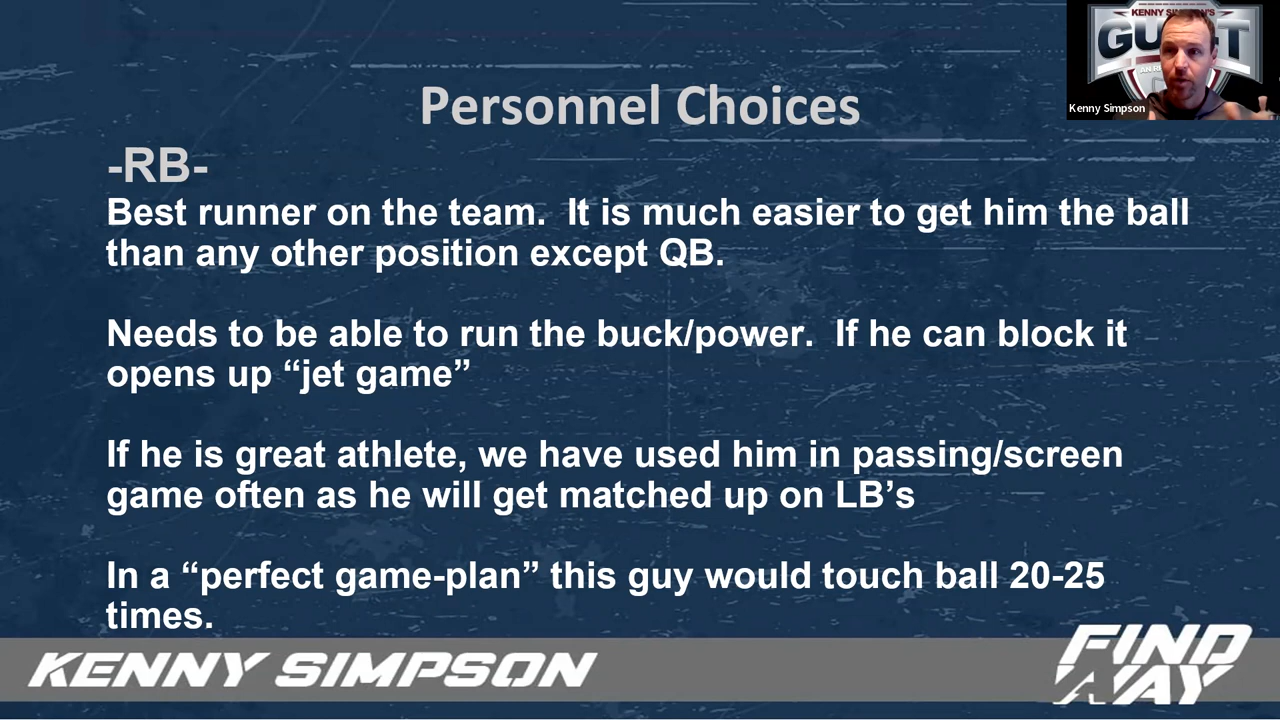 KENNY SIMPSON'S
Kenny Simpson
Personnel Choices
-RB-
Best runner on the team.  It is much easier to get him the ball
than any other position except QB.
Needs to be able to run the buck/power.  If he can block it
opens up “jet game”
If he is great athlete, we have used him in passing/screen
game often as he will get matched up on LB’s
In a “perfect game-plan” this guy would touch ball 20-25
times.
KENNY SIMPSON
FIND
WAY